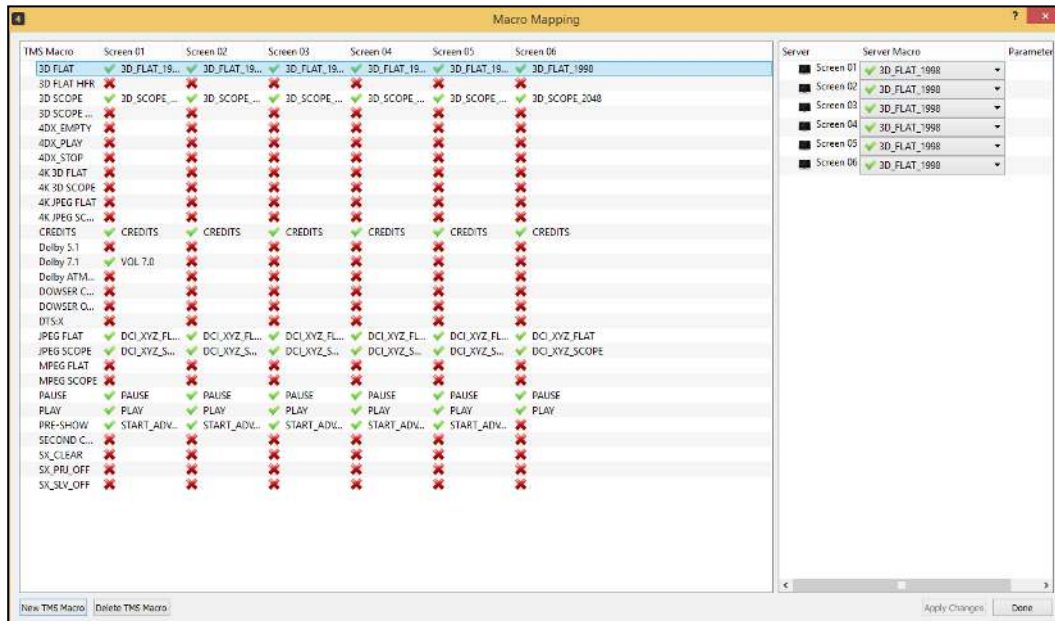 4 Macro Mapping ?
TMS Macro Screen 01 Screen 02 Screen 03 Screen 04 Screen 05 Screen 06
3D FLAT 3D_FLAT_19... 3D_FLAT_19... 3D_FLAT_19... 3D_FLAT_19... 3D_FLAT_19... 3D_FLAT_1998
3D FLAT HFR
3D SCOPE 3D_SCOPE_... 3D_SCOPE_... 3D_SCOPE_... 3D_SCOPE_... 3D_SCOPE_... 3D_SCOPE_2048
3D SCOPE ...
4DX_EMPTY
4DX_PLAY
4DX_STOP
4K 3D FLAT
4K 3D SCOPE
4K JPEG FLAT
4K JPEG SC...
CREDITS CREDITS CREDITS CREDITS CREDITS CREDITS CREDITS
Dolby 5.1
Dolby 7.1 VOL 7.0
Dolby ATM...
DOWSER C...
DOWSER O...
DTS:X
JPEG FLAT DCI_XYZ_FL... DCI_XYZ_FL... DCI_XYZ_FL... DCI_XYZ_FL... DCI_XYZ_FL... DCI_XYZ_FLAT
JPEG SCOPE DCI_XYZ_S... DCI_XYZ_S... DCI_XYZ_S... DCI_XYZ_S... DCI_XYZ_S... DCI_XYZ_SCOPE
MPEG FLAT
MPEG SCOPE
PAUSE PAUSE PAUSE PAUSE PAUSE PAUSE PAUSE
PLAY PLAY PLAY PLAY PLAY PLAY PLAY
PRE-SHOW START_ADV... START_ADV... START_ADV... START_ADV... START_ADV...
SECOND C...
SX_CLEAR
SX_PRJ_OFF
SX_SLV_OFF
New TMS Macro Delete TMS Macro
Server Server Macro Parameter
Screen 01 3D_FLAT_1998
Screen 02 3D_FLAT_1998
Screen 03 3D_FLAT_1998
Screen 04 3D_FLAT_1998
Screen 05 3D_FLAT_1998
Screen 06 3D_FLAT_1998
Apply Changes Done